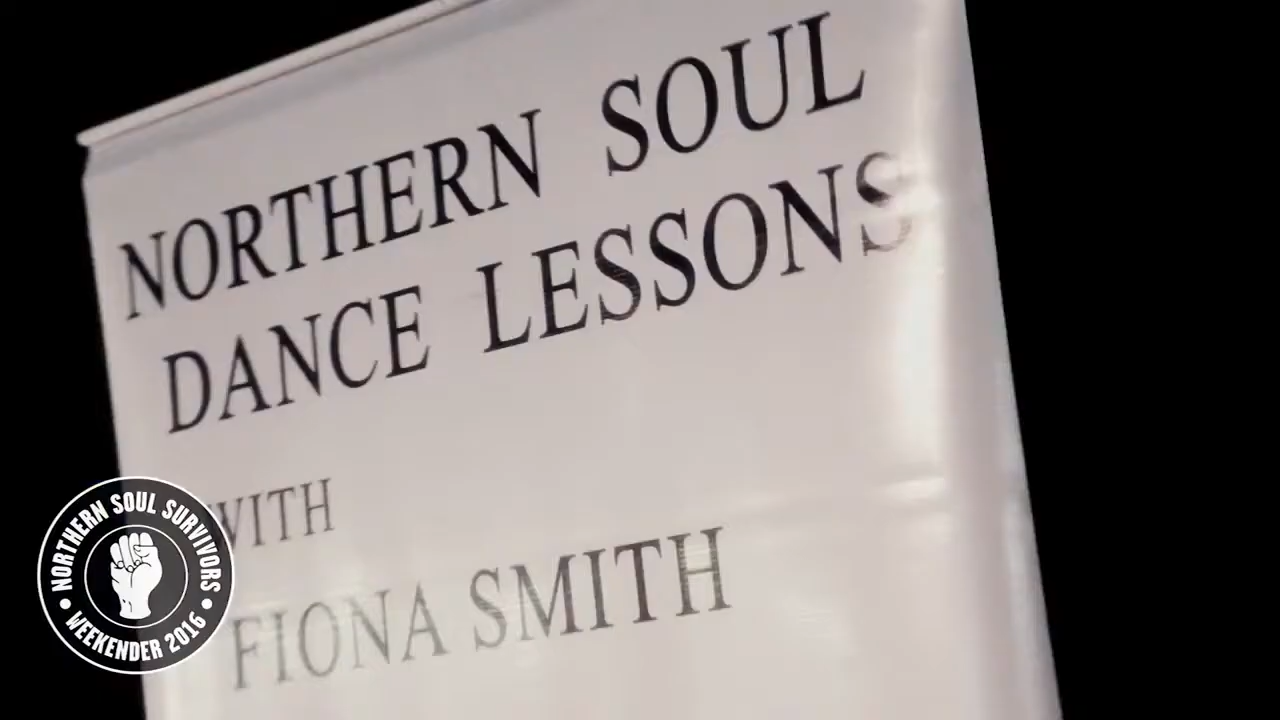 NORTHERN SOUL
DANCE LESSONS
WITH
FIONA SMITH
NORTHERN SOUL SURVIVORS
WEEKENDER 2016